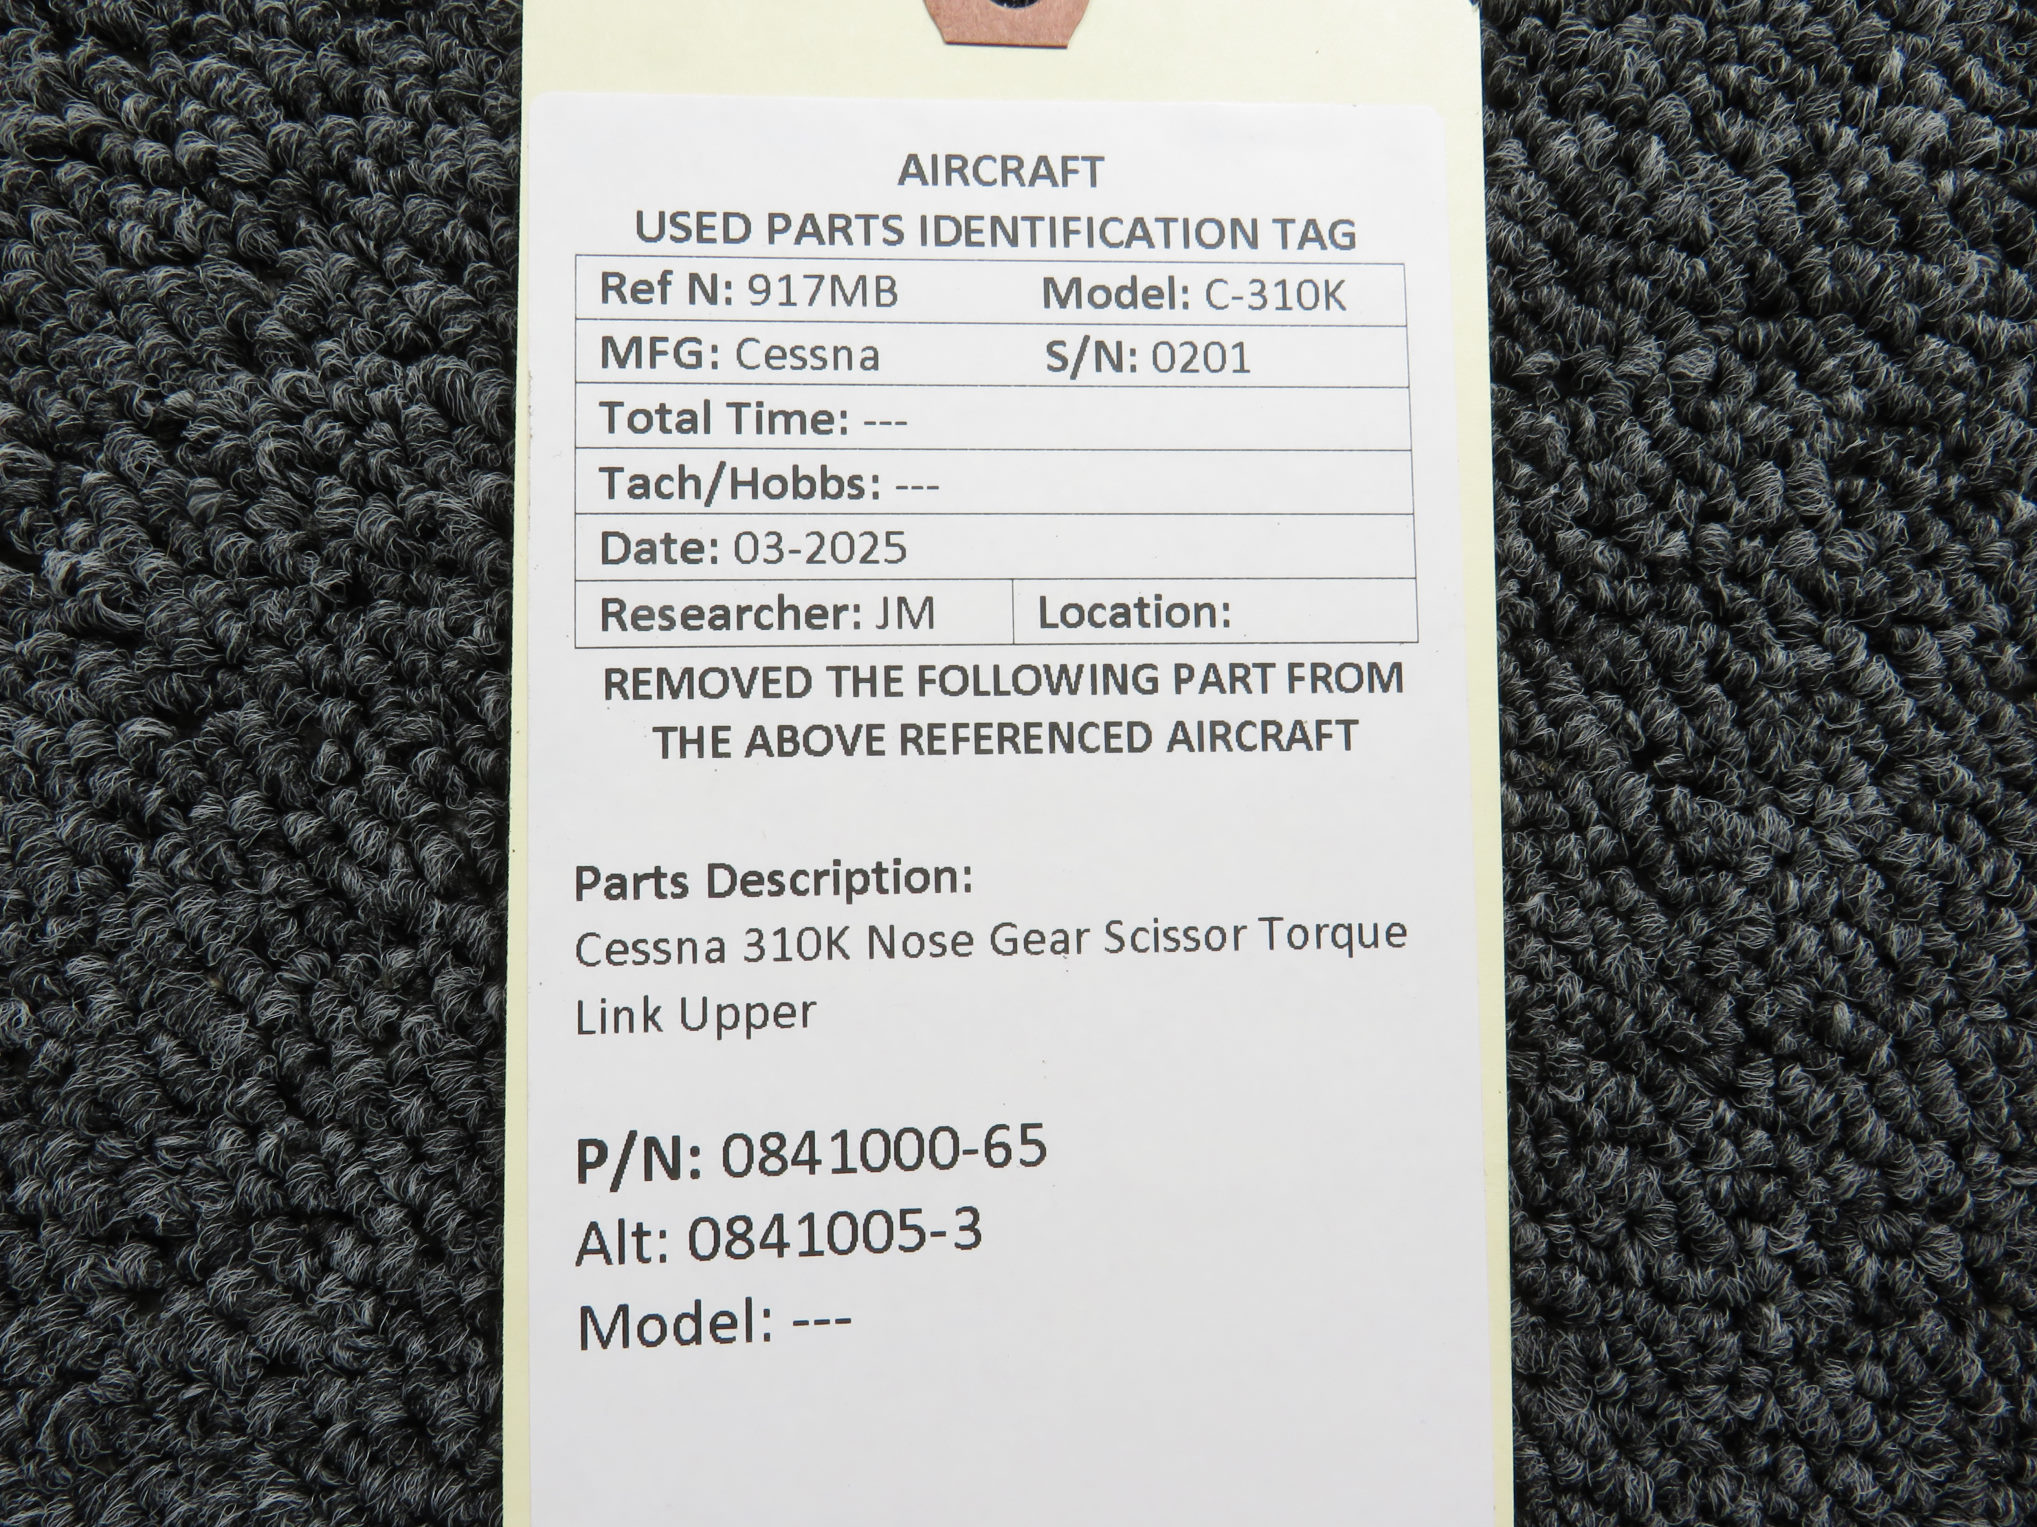 AIRCRAFT
USED PARTS IDENTIFICATION TAG
Ref N: 917MB Model: C-310K
MFG: Cessna S/N: 0201
Total Time: ---
Tach/Hobbs: ---
Date: 03-2025
Researcher: JM Location:
REMOVED THE FOLLOWING PART FROM
THE ABOVE REFERENCED AIRCRAFT
Parts Description:
Cessna 310K Nose Gear Scissor Torque
Link Upper
P/N: 0841000-65
Alt: 0841005-3
Model: ---